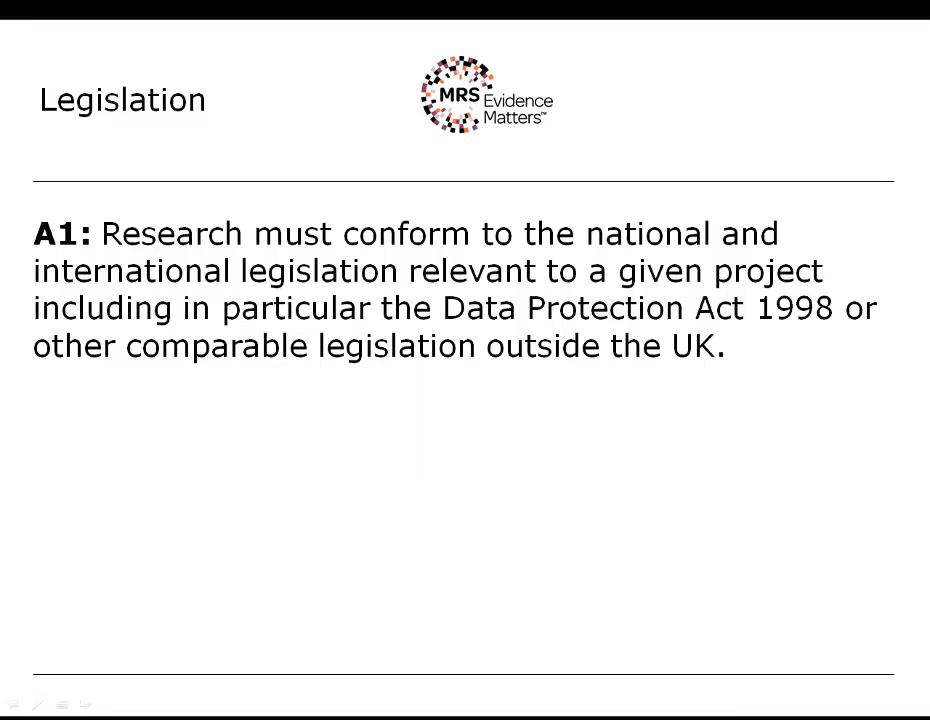 Legislation
MRS Evidence
Matters™
A1: Research must conform to the national and
international legislation relevant to a given project
including in particular the Data Protection Act 1998 or
other comparable legislation outside the UK.